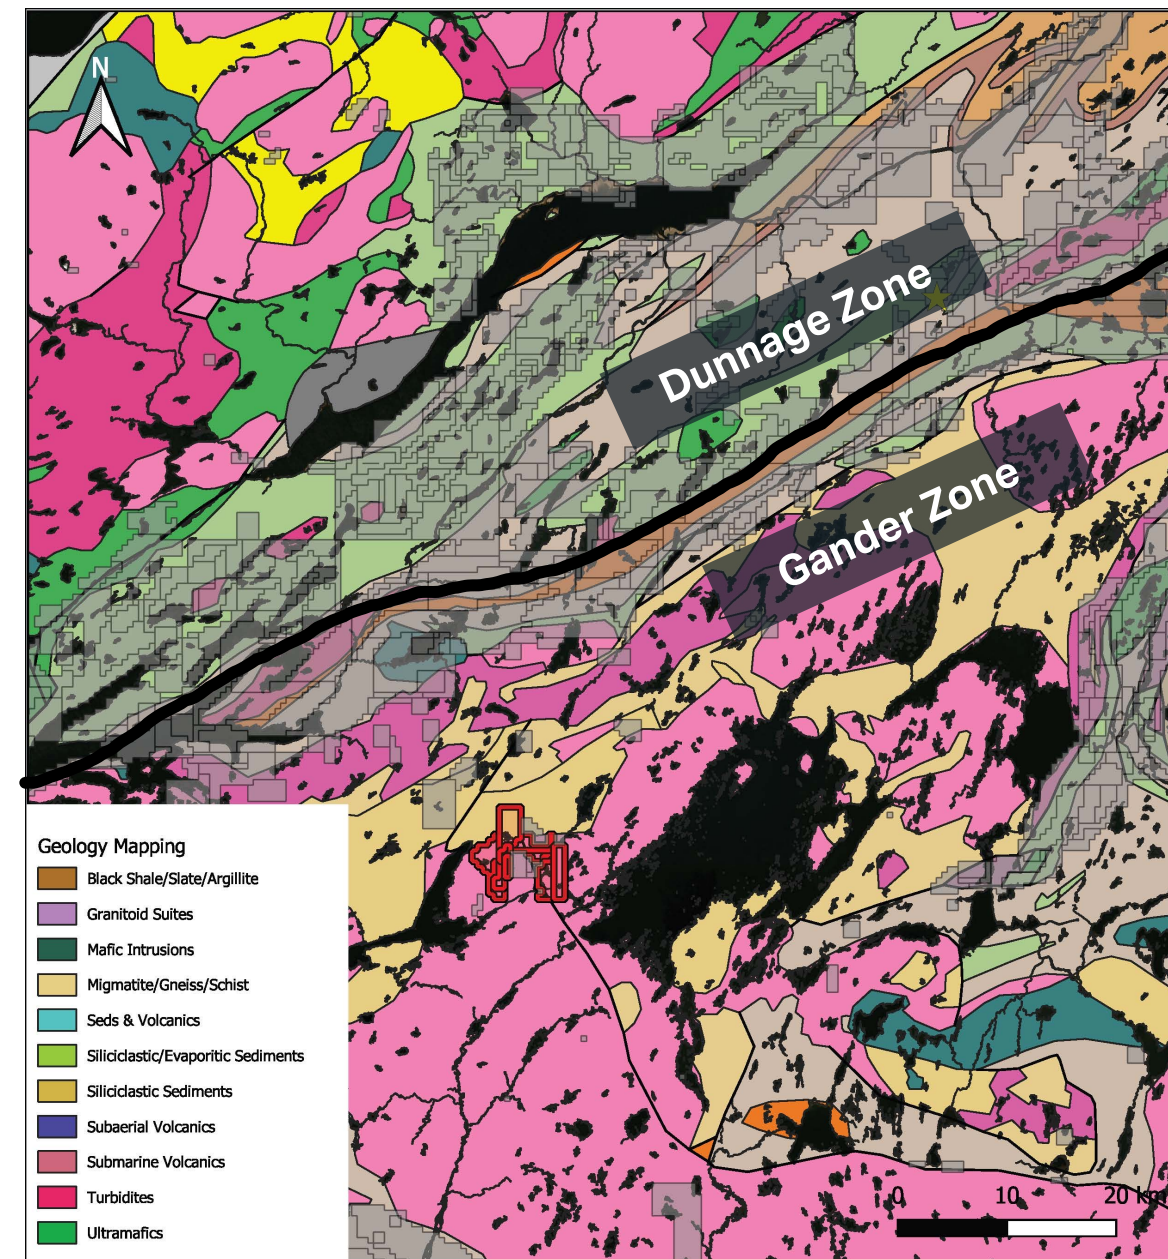 N
Dunnage Zone
Gander Zone
Geology Mapping
Black Shale/Slate/Argillite
Granitoid Suites
Mafic Intrusions
Migmatite/Gneiss/Schist
Seds & Volcanics
Siliciclastic/Evaporitic Sediments
Siliciclastic Sediments
Subaerial Volcanics
Submarine Volcanics
Turbidites
Ultramafics
0 10 20 km